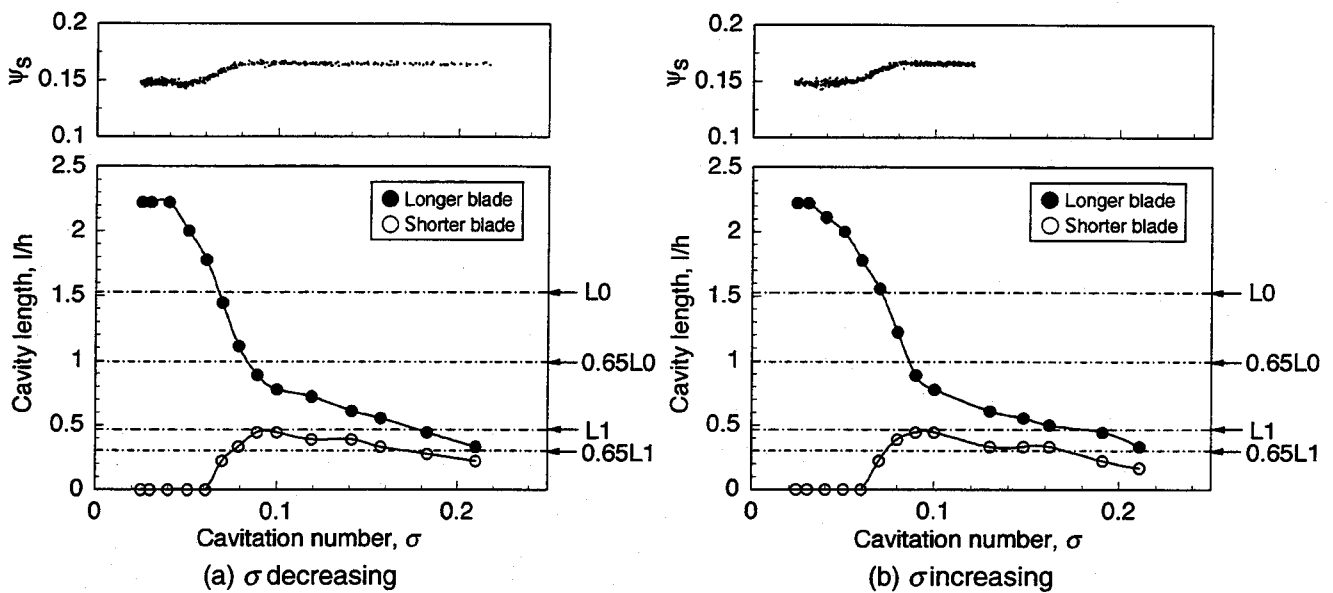 0.2
0.15
0.1
ψs
2.5
2
1.5
1
0.5
0
Cavity length, l/h
Longer blade
Shorter blade
L0
0.65L0
L1
0.65L1
0
0.1
0.2
Cavitation number, σ
(a) σ decreasing
0.2
0.15
0.1
ψs
2.5
2
1.5
1
0.5
0
Cavity length, l/h
Longer blade
Shorter blade
L0
0.65L0
L1
0.65L1
0
0.1
0.2
Cavitation number, σ
(b) σ increasing